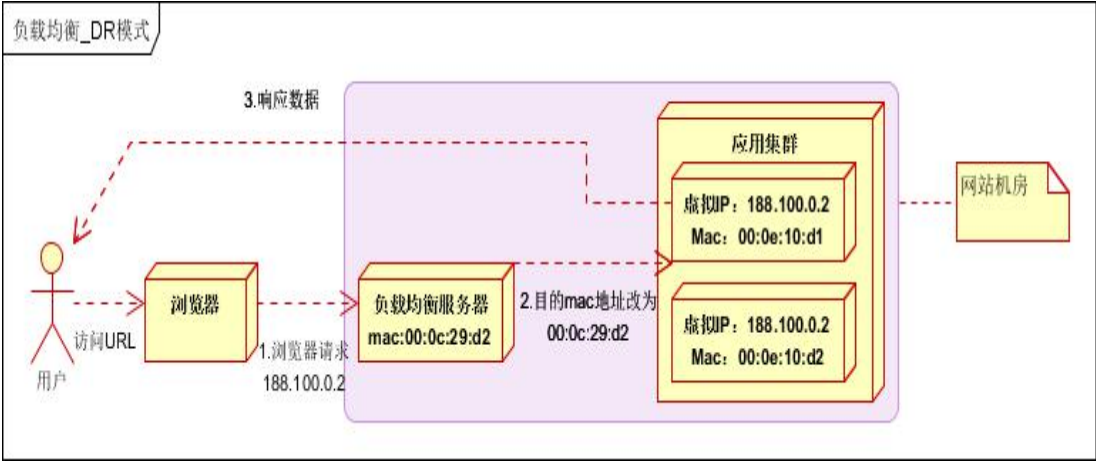 负载均衡_DR模式
3.响应数据
应用集群
虚拟IP：188.100.0.2
Mac：00:0e:10:d1
网站机房
浏览器
负载均衡服务器
mac:00:0c:29:d2
2.目的mac地址改为
00:0c:29:d2
虚拟IP：188.100.0.2
Mac：00:0e:10:d2
访问URL
1.浏览器请求
188.100.0.2
用户